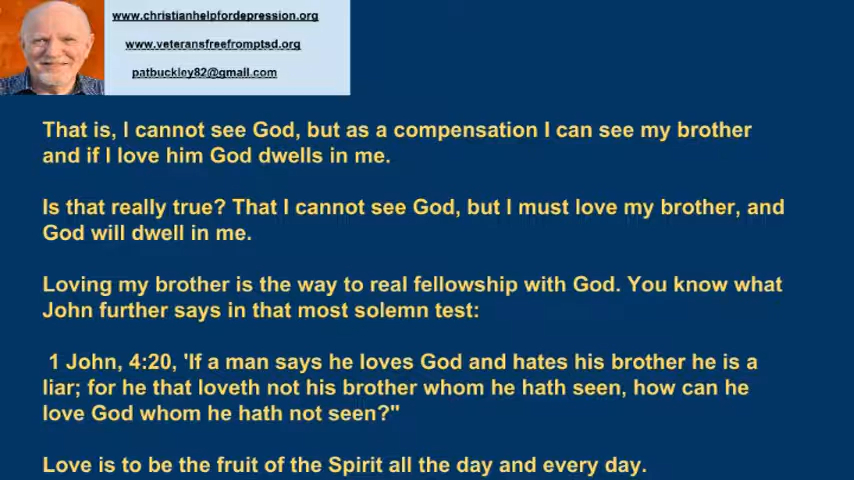 www.christianhelpfordepression.org
www.veteransfreefromptsd.org
patbuckley82@gmail.com
That is, I cannot see God, but as a compensation I can see my brother
and if I love him God dwells in me.
Is that really true? That I cannot see God, but I must love my brother, and
God will dwell in me.
Loving my brother is the way to real fellowship with God. You know what
John further says in that most solemn test:
1 John, 4:20, 'If a man says he loves God and hates his brother he is a
liar; for he that loveth not his brother whom he hath seen, how can he
love God whom he hath not seen?"
Love is to be the fruit of the Spirit all the day and every day.